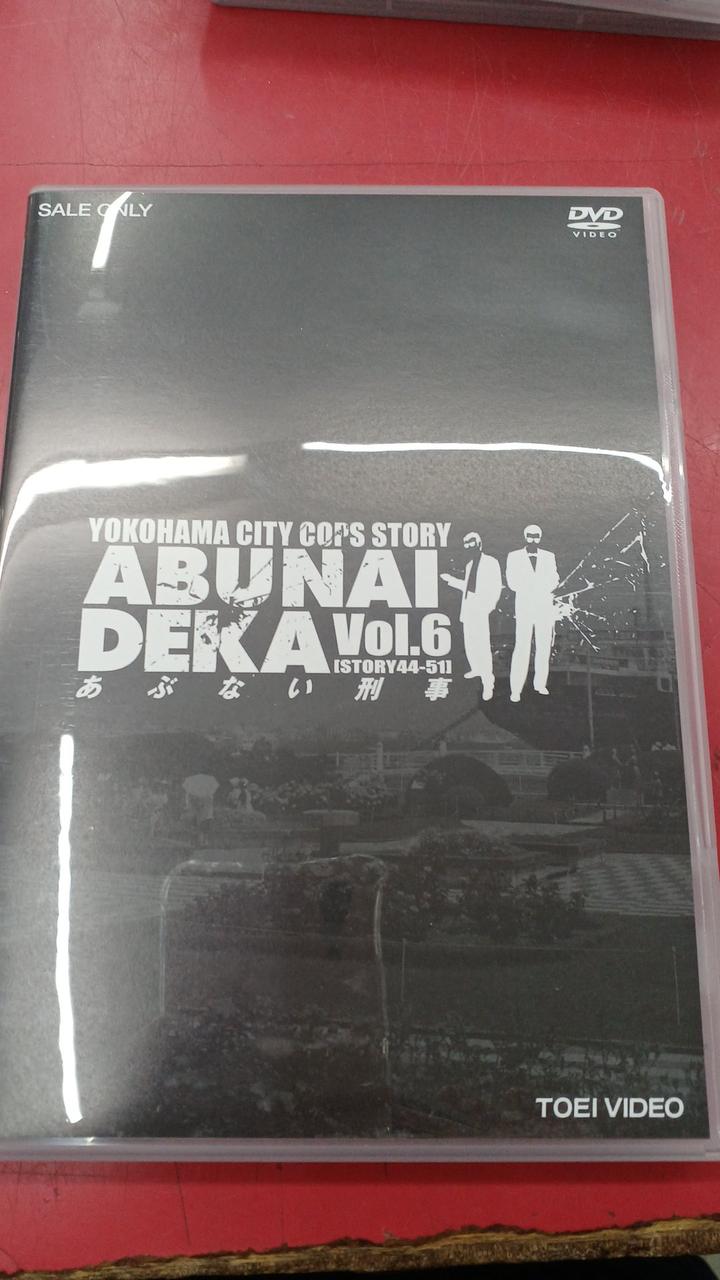 SALE ONLY
DVD
VIDEO
YOKOHAMA CITY COPS STORY
ABUNAI
DEKA Vol.6
[STORY44-51]
あぶない刑事
TOEI VIDEO